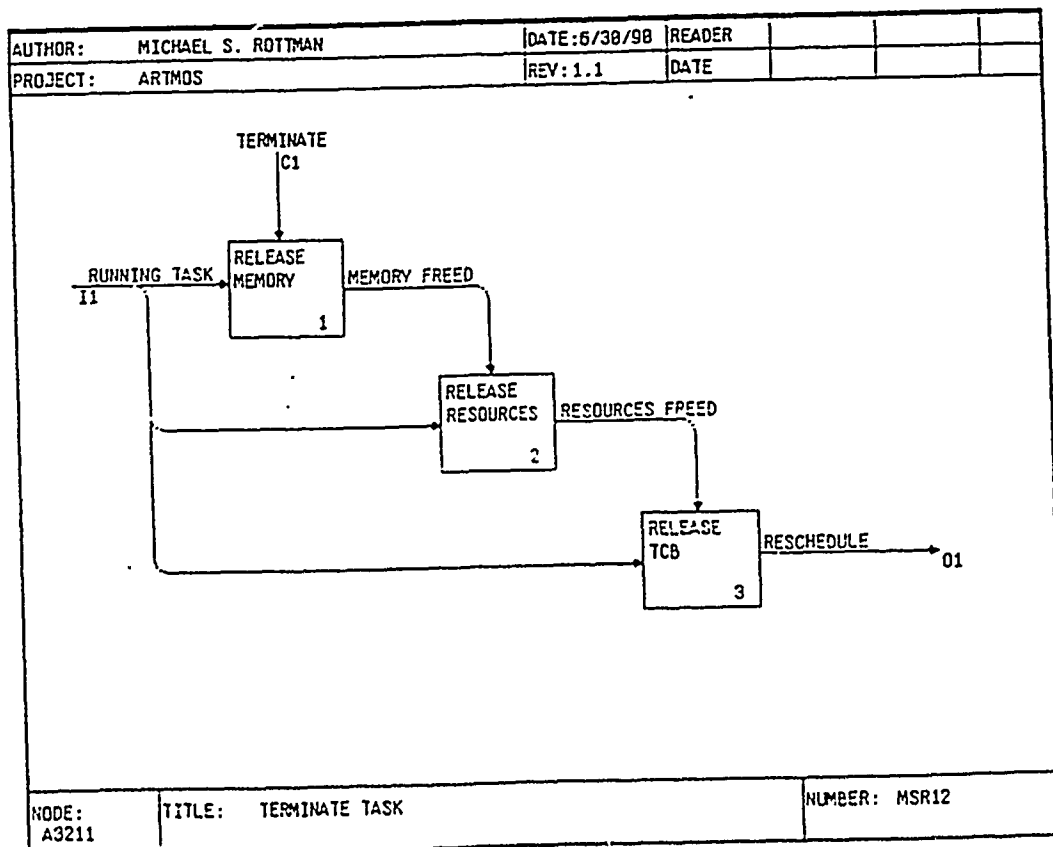 AUTHOR: MICHAEL S. ROTTMAN DATE:6/30/90 READER
PROJECT: ARTMOS REV:1.1 DATE
TERMINATE
C1
RUNNING TASK
I1
RELEASE
MEMORY
1
MEMORY FREED
RELEASE
RESOURCES
2
RESOURCES FREED
RELEASE
TCB
3
RESCHEDULE
O1
NODE: TITLE: TERMINATE TASK NUMBER: MSR12
A3211